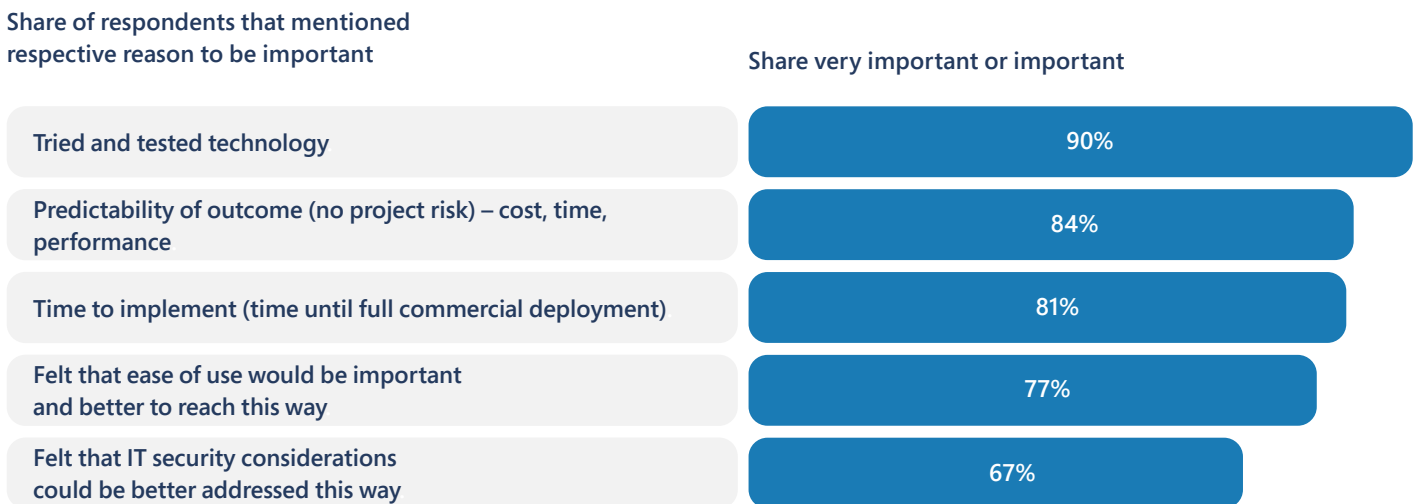 Share of respondents that mentioned
respective reason to be important
Share very important or important
Tried and tested technology
90%
Predictability of outcome (no project risk) – cost, time,
performance
84%
Time to implement (time until full commercial deployment)
81%
Felt that ease of use would be important
and better to reach this way
77%
Felt that IT security considerations
could be better addressed this way
67%